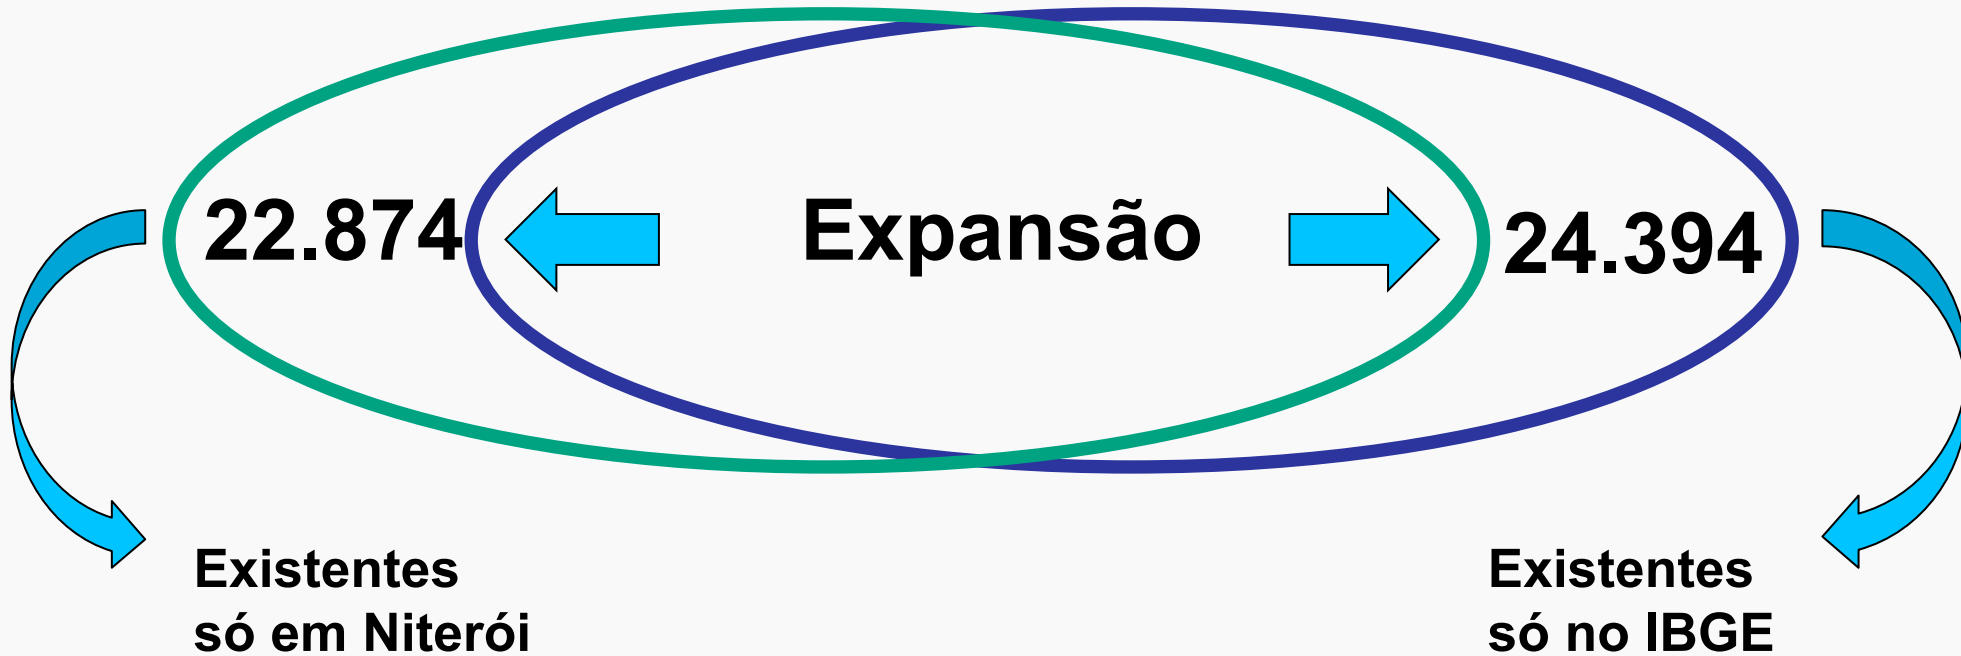 22.874
Expansão
24.394
Existentes
só em Niterói
Existentes
só no IBGE